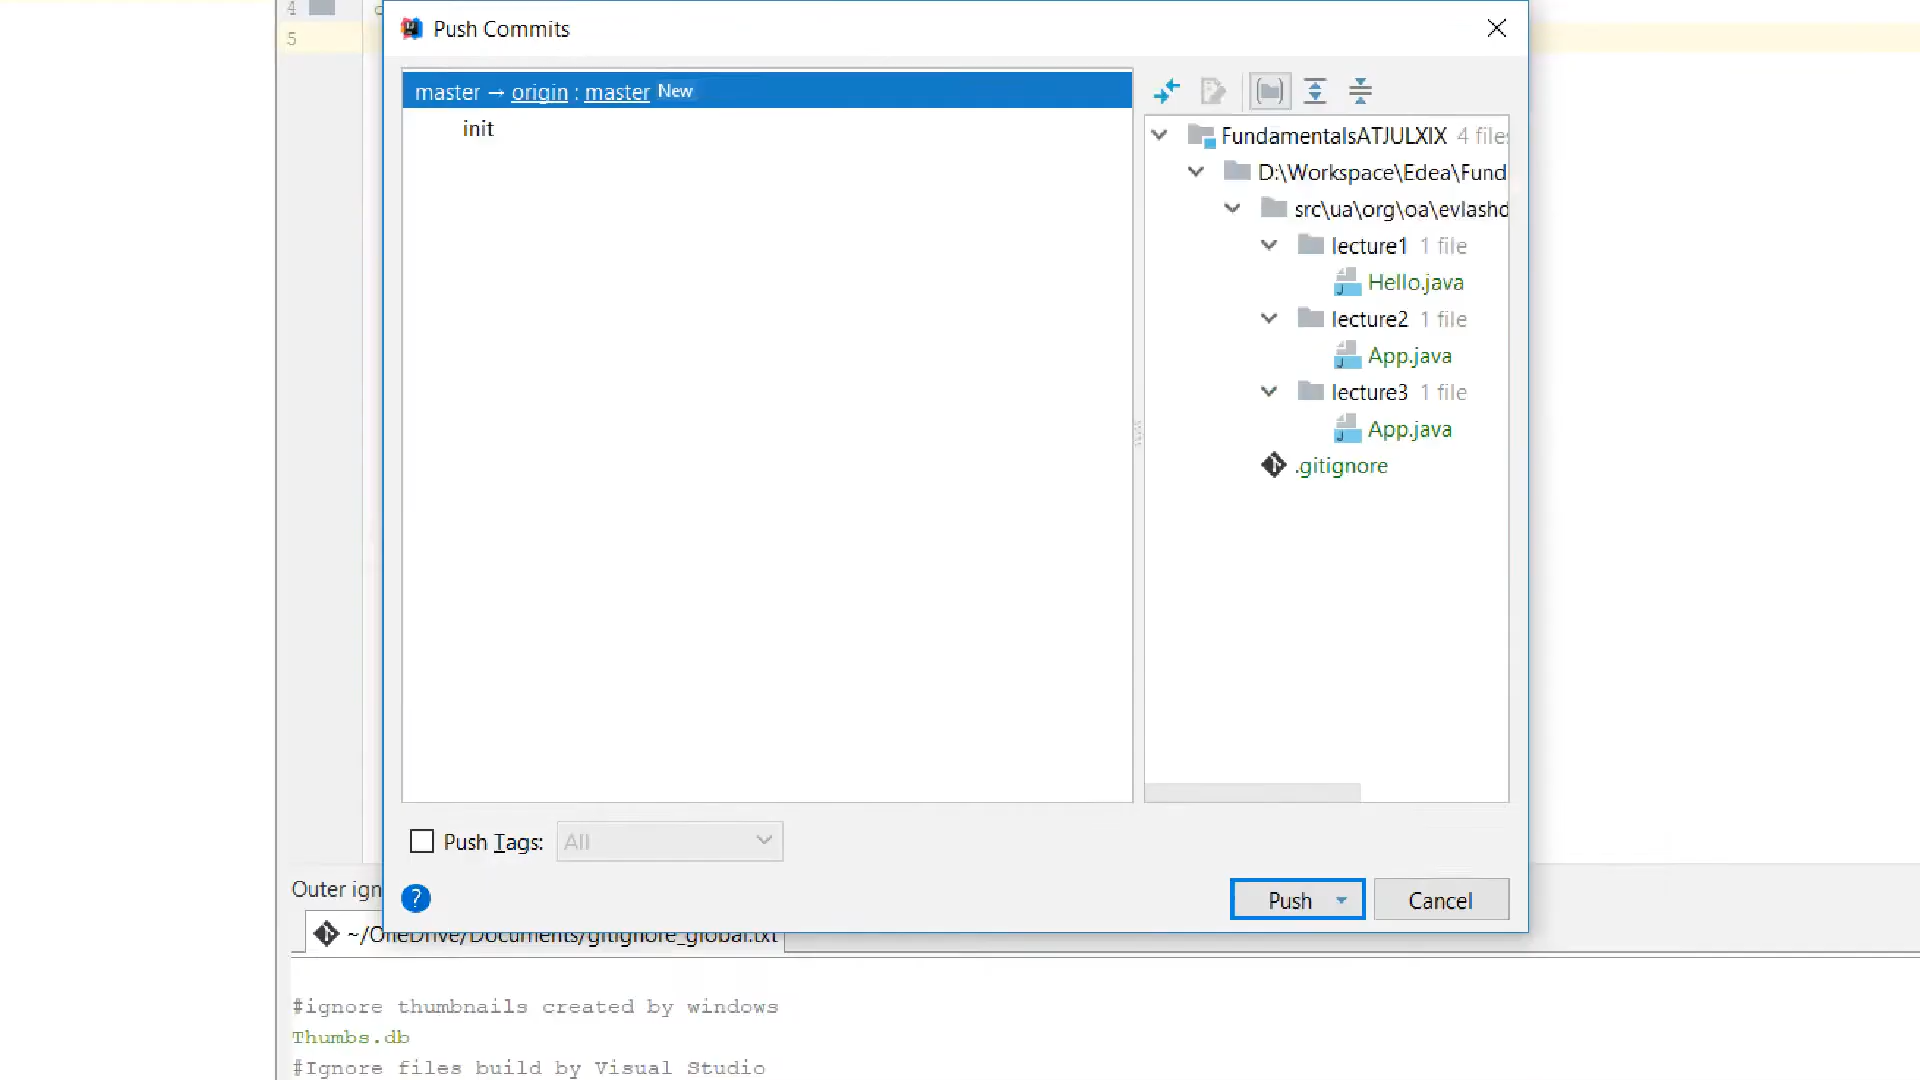 4
5
Push Commits
master → origin : master New
init
FundamentalsATJULXIX 4 files
D:\Workspace\Edea\Fund
src\ua\org\oa\evlashd
lecture1 1 file
Hello.java
lecture2 1 file
App.java
lecture3 1 file
App.java
.gitignore
Push Tags: All
?
Push
Cancel
Outer ign
~/OneDrive/Documents/gitignore_global.txt
#ignore thumbnails created by windows
Thumbs.db
#Ignore files build by Visual Studio